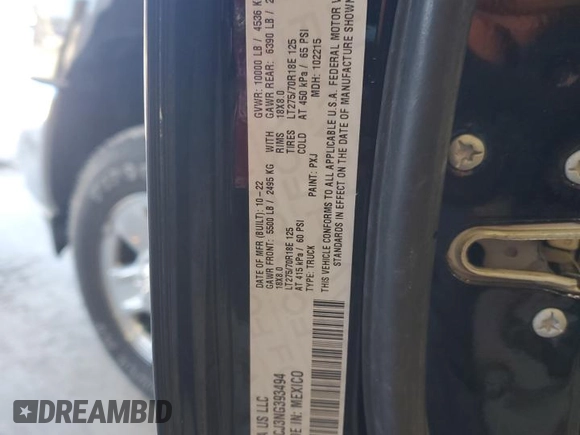 DATE OF MFR (BUILT): 10-22 GVWR: 10000 LB / 4536 K
GAWR FRONT: 5500 LB / 2495 KG WITH GAWR REAR: 6390 LB / 2
18X8.0 RIMS 18X8.0
LT275/70R18E 125 TIRES LT275/70R18E 125
AT 415 kPa / 60 PSI COLD AT 450 kPa / 65 PSI
TYPE: TRUCK PAINT: PXJ MDH: 102215
THIS VEHICLE CONFORMS TO ALL APPLICABLE U.S.A. FEDERAL MOTOR V
STANDARDS IN EFFECT ON THE DATE OF MANUFACTURE SHOWN
A US LLC
CJ3NG393494
DE IN: MEXICO
DREAMBID